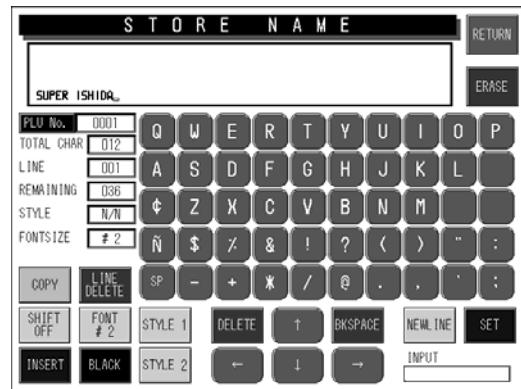 STORE NAME
RETURN
SUPER ISHIDA_
ERASE
PLU No. 0001
TOTAL CHAR 012
LINE 001
REMAINING 036
STYLE N/N
FONTSIZE # 2
Q W E R T Y U I O P
A S D F G H J K L
¢ Z X C V B N M
Ñ $ % & ! ? ( ) " :
SP - + * / @ . , ' ;
COPY LINE DELETE
SHIFT OFF FONT # 2 STYLE 1 DELETE ↑ BKSPACE NEWLINE SET
INSERT BLACK STYLE 2 ← ↓ → INPUT